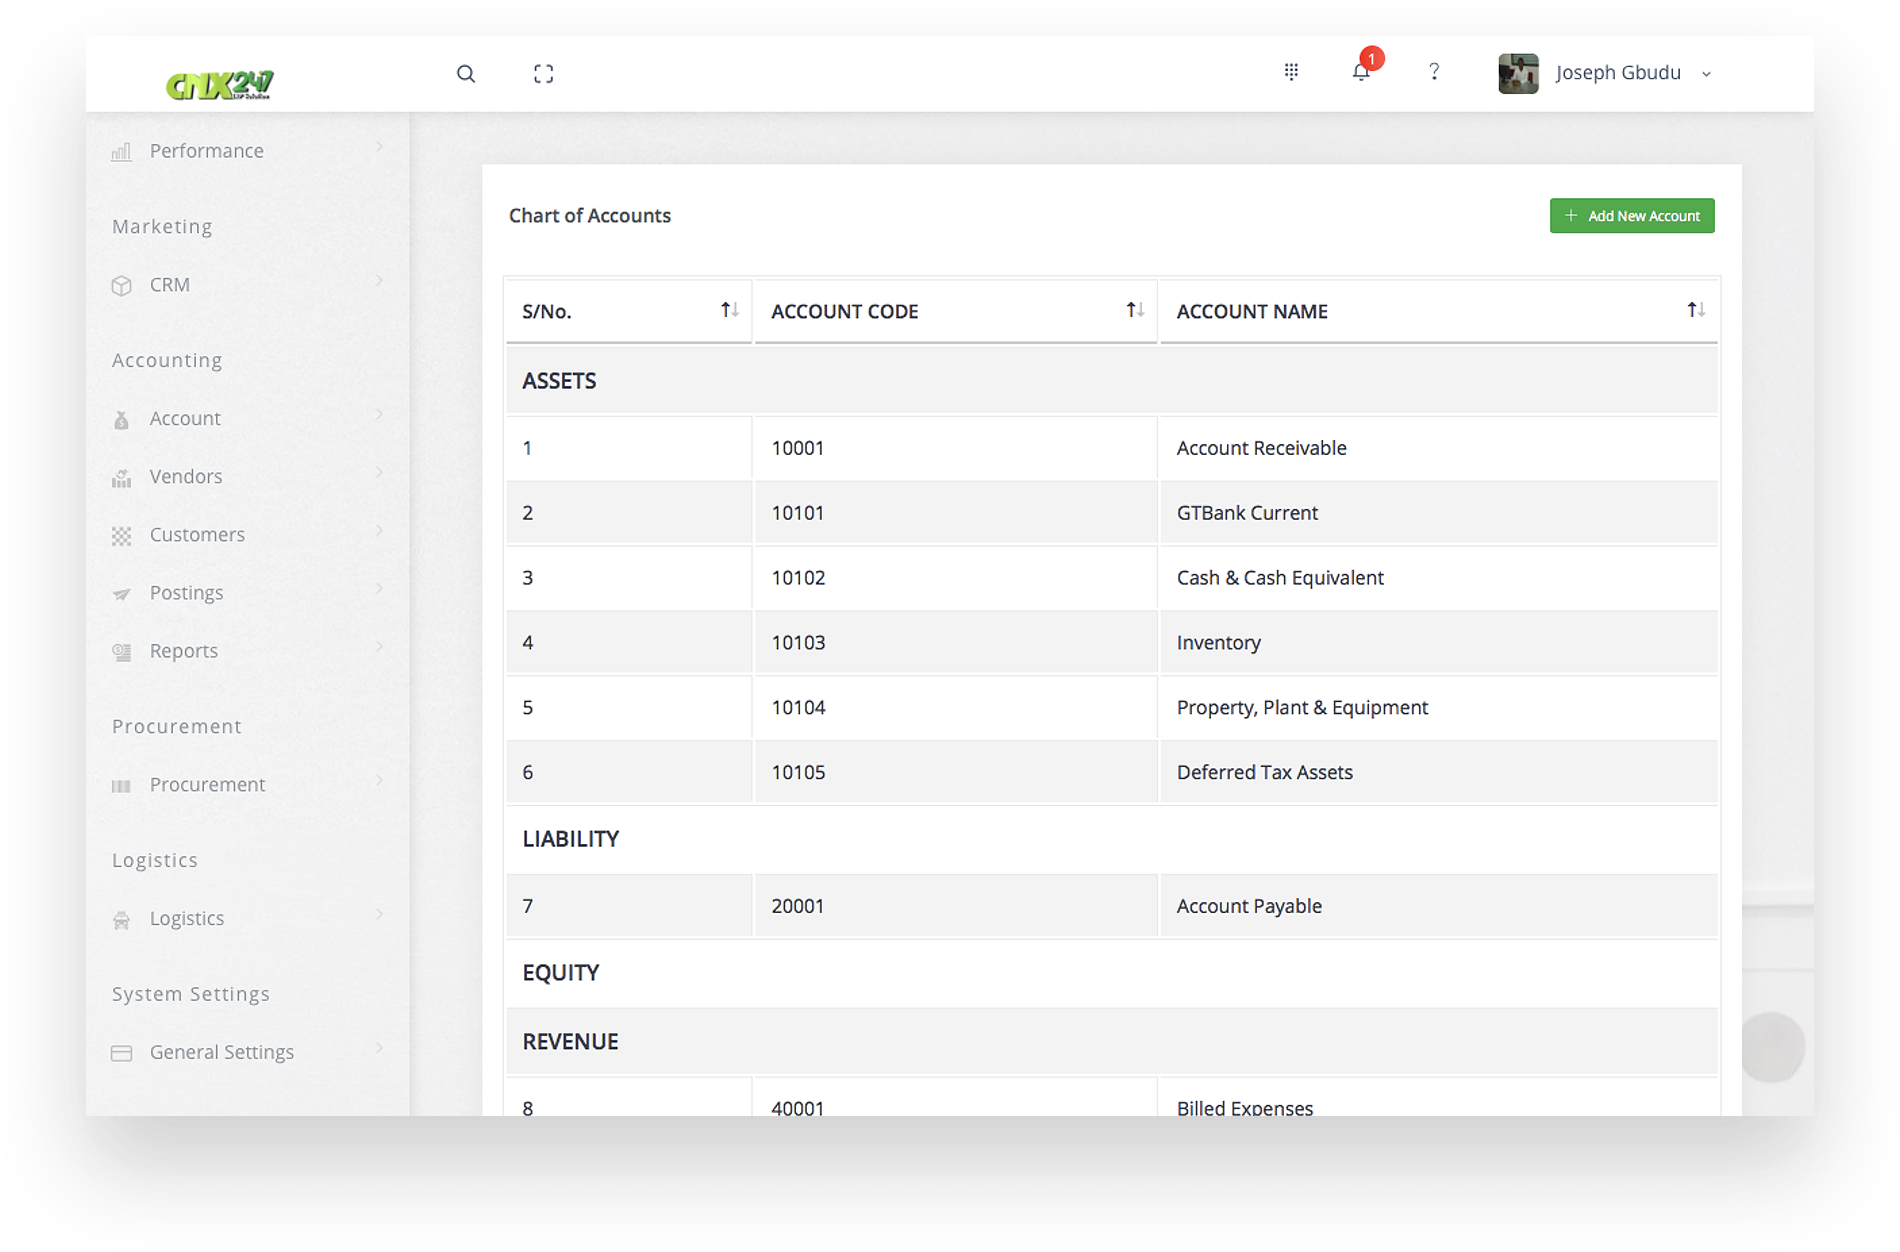 CNX247
ERP Solution
1
?
Joseph Gbudu
Performance
Marketing
CRM
Accounting
Account
Vendors
Customers
Postings
Reports
Procurement
Procurement
Logistics
Logistics
System Settings
General Settings
Chart of Accounts
+ Add New Account
S/No. ACCOUNT CODE ACCOUNT NAME
ASSETS
1 10001 Account Receivable
2 10101 GTBank Current
3 10102 Cash & Cash Equivalent
4 10103 Inventory
5 10104 Property, Plant & Equipment
6 10105 Deferred Tax Assets
LIABILITY
7 20001 Account Payable
EQUITY
REVENUE
8 40001 Billed Expenses